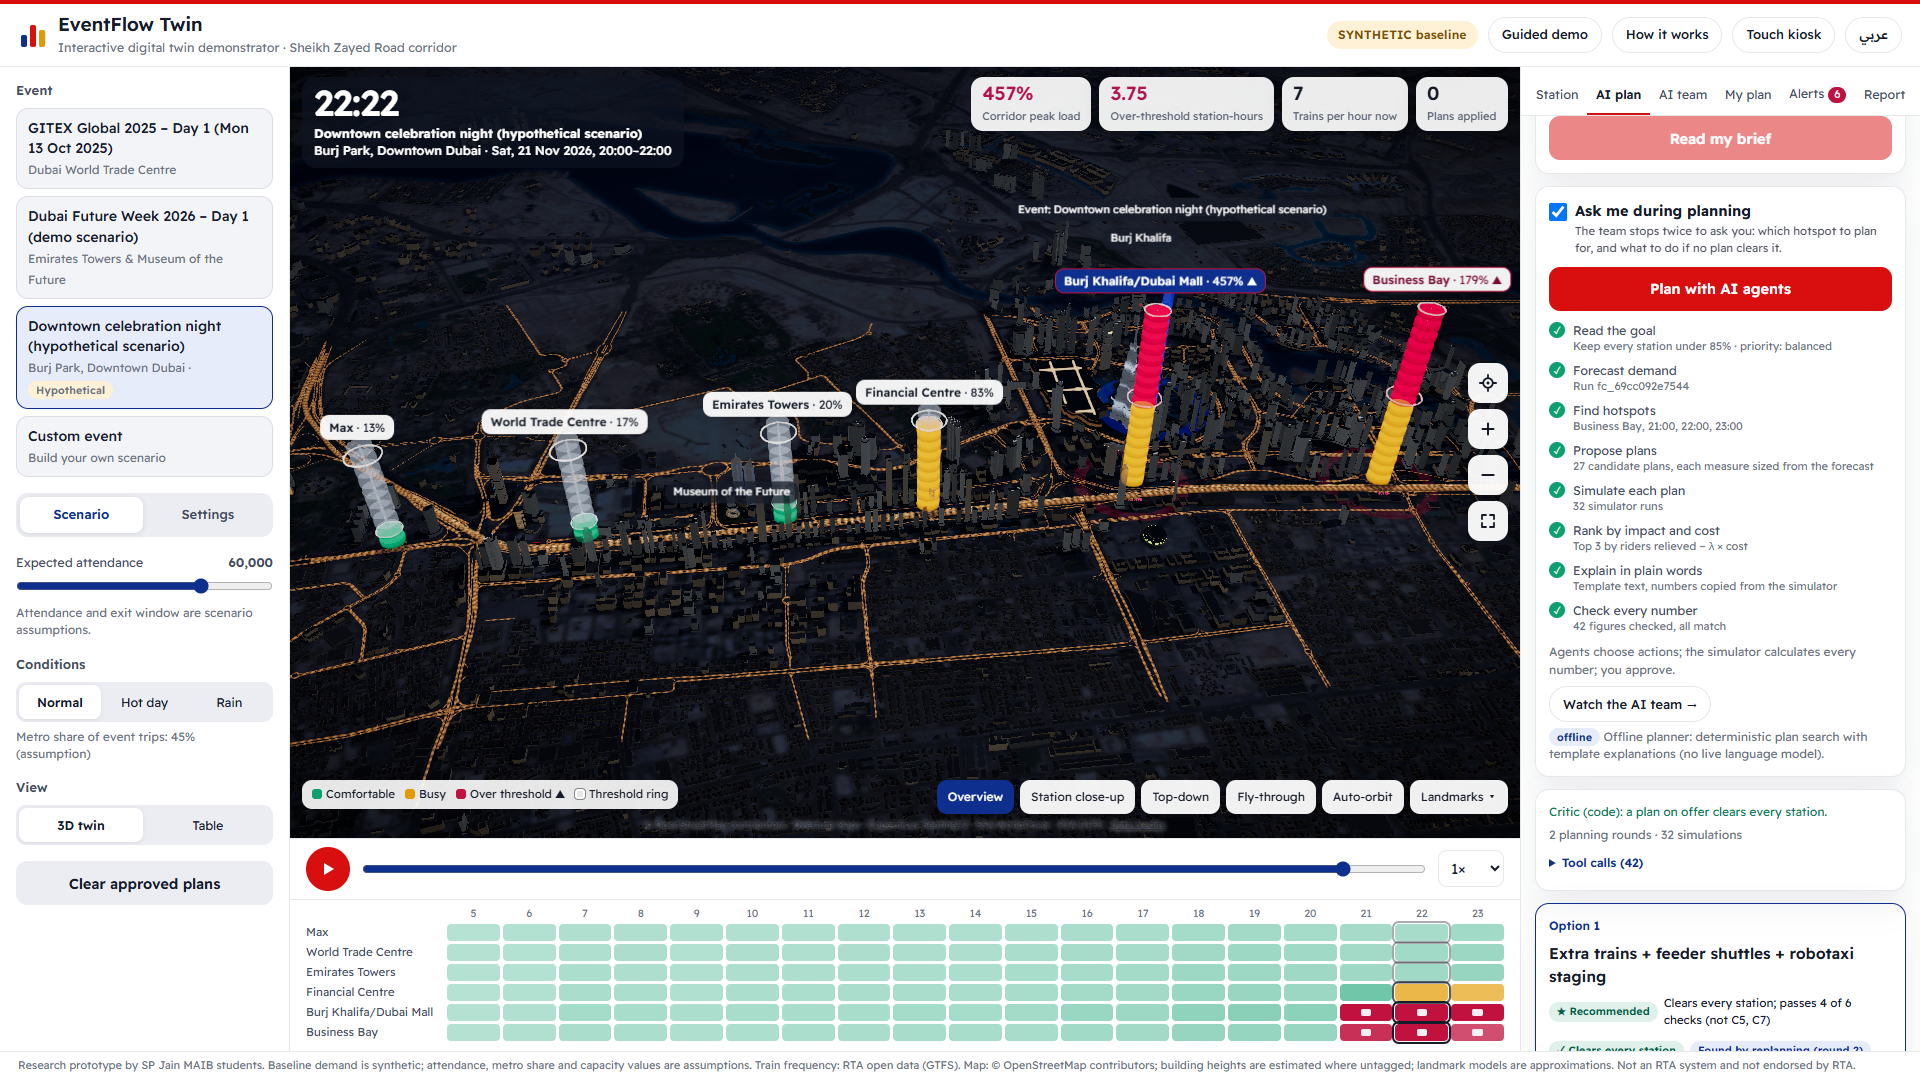 EventFlow Twin
Interactive digital twin demonstrator · Sheikh Zayed Road corridor
SYNTHETIC baseline
Guided demo
How it works
Touch kiosk
عربي
Event
GITEX Global 2025 – Day 1 (Mon
13 Oct 2025)
Dubai World Trade Centre
Dubai Future Week 2026 – Day 1
(demo scenario)
Emirates Towers & Museum of the
Future
Downtown celebration night
(hypothetical scenario)
Burj Park, Downtown Dubai ·
Hypothetical
Custom event
Build your own scenario
Scenario
Settings
Expected attendance
60,000
Attendance and exit window are scenario
assumptions.
Conditions
Normal
Hot day
Rain
Metro share of event trips: 45%
(assumption)
View
3D twin
Table
Clear approved plans
22:22
Downtown celebration night (hypothetical scenario)
Burj Park, Downtown Dubai · Sat, 21 Nov 2026, 20:00–22:00
457%
Corridor peak load
3.75
Over-threshold station-hours
7
Trains per hour now
0
Plans applied
Event: Downtown celebration night (hypothetical scenario)
Burj Khalifa
Burj Khalifa/Dubai Mall · 457% ▲
Business Bay · 179% ▲
Financial Centre · 83%
Emirates Towers · 20%
World Trade Centre · 17%
Max · 13%
Museum of the Future
Comfortable
Busy
Over threshold ▲
Threshold ring
Overview
Station close-up
Top-down
Fly-through
Auto-orbit
Landmarks
1×
5 6 7 8 9 10 11 12 13 14 15 16 17 18 19 20 21 22 23
Max
World Trade Centre
Emirates Towers
Financial Centre
Burj Khalifa/Dubai Mall
Business Bay
Station
AI plan
AI team
My plan
Alerts 6
Report
Read my brief
Ask me during planning
The team stops twice to ask you: which hotspot to plan
for, and what to do if no plan clears it.
Plan with AI agents
Read the goal
Keep every station under 85% · priority: balanced
Forecast demand
Run fc_69cc092e7544
Find hotspots
Business Bay, 21:00, 22:00, 23:00
Propose plans
27 candidate plans, each measure sized from the forecast
Simulate each plan
32 simulator runs
Rank by impact and cost
Top 3 by riders relieved − λ × cost
Explain in plain words
Template text, numbers copied from the simulator
Check every number
42 figures checked, all match
Agents choose actions; the simulator calculates every
number; you approve.
Watch the AI team →
offline Offline planner: deterministic plan search with
template explanations (no live language model).
Critic (code): a plan on offer clears every station.
2 planning rounds · 32 simulations
Tool calls (42)
Option 1
Extra trains + feeder shuttles + robotaxi
staging
★ Recommended
Clears every station; passes 4 of 6
checks (not C5, C7)
✓ Clears every station
Found by replanning (round 2)
Research prototype by SP Jain MAIB students. Baseline demand is synthetic; attendance, metro share and capacity values are assumptions. Train frequency: RTA open data (GTFS). Map: © OpenStreetMap contributors; building heights are estimated where untagged; landmark models are approximations. Not an RTA system and not endorsed by RTA.